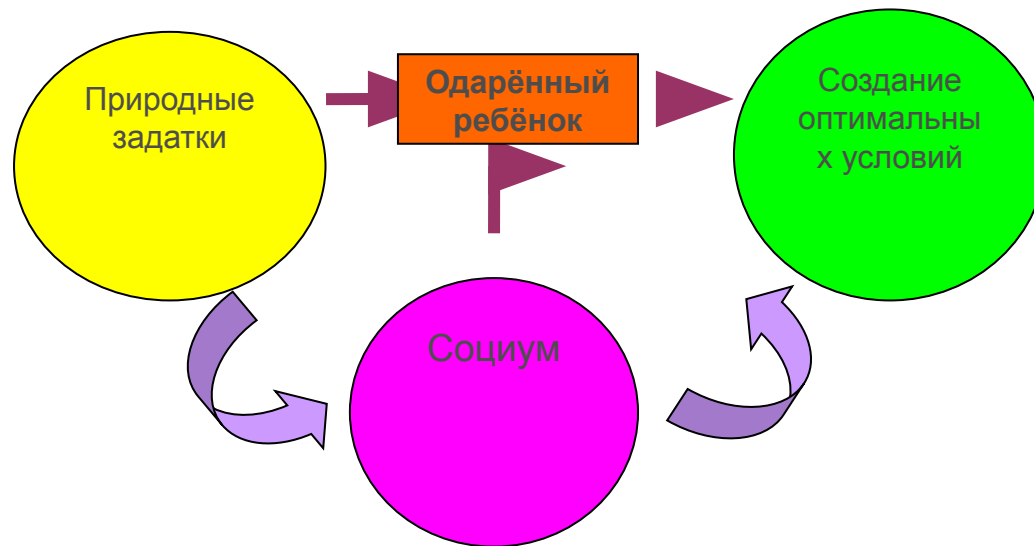 Природные
задатки
Одарённый
ребёнок
Создание
оптимальны
х условий
Социум